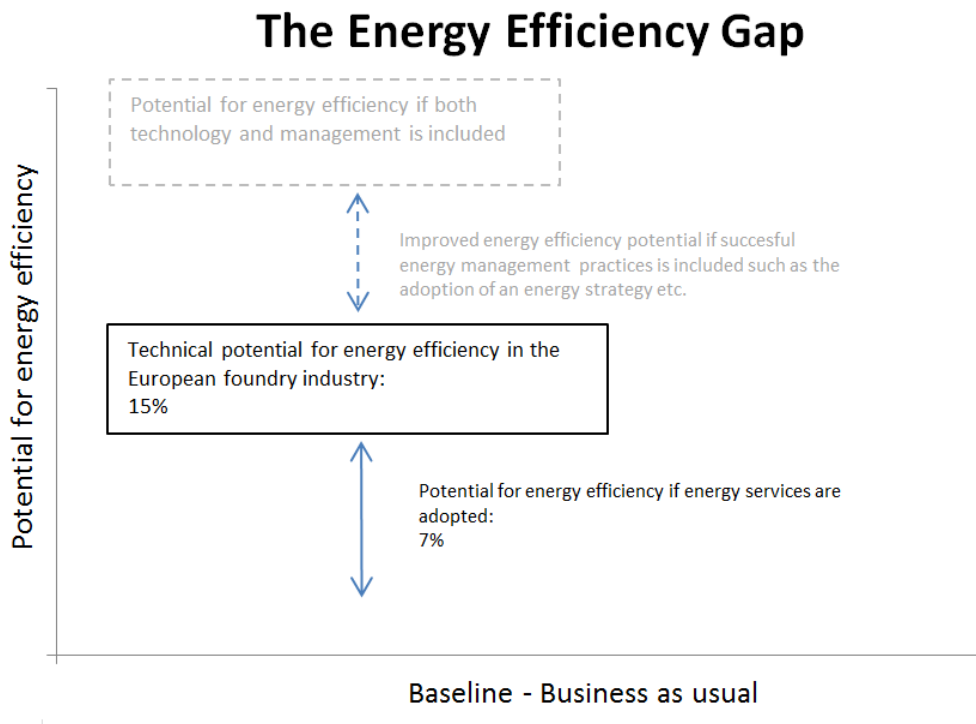 The Energy Efficiency Gap
Potential for energy efficiency if both
technology and management is included
Potential for energy efficiency
Improved energy efficiency potential if succesful
energy management practices is included such as the
adoption of an energy strategy etc.
Technical potential for energy efficiency in the
European foundry industry:
15%
Potential for energy efficiency if energy services are
adopted:
7%
Baseline - Business as usual